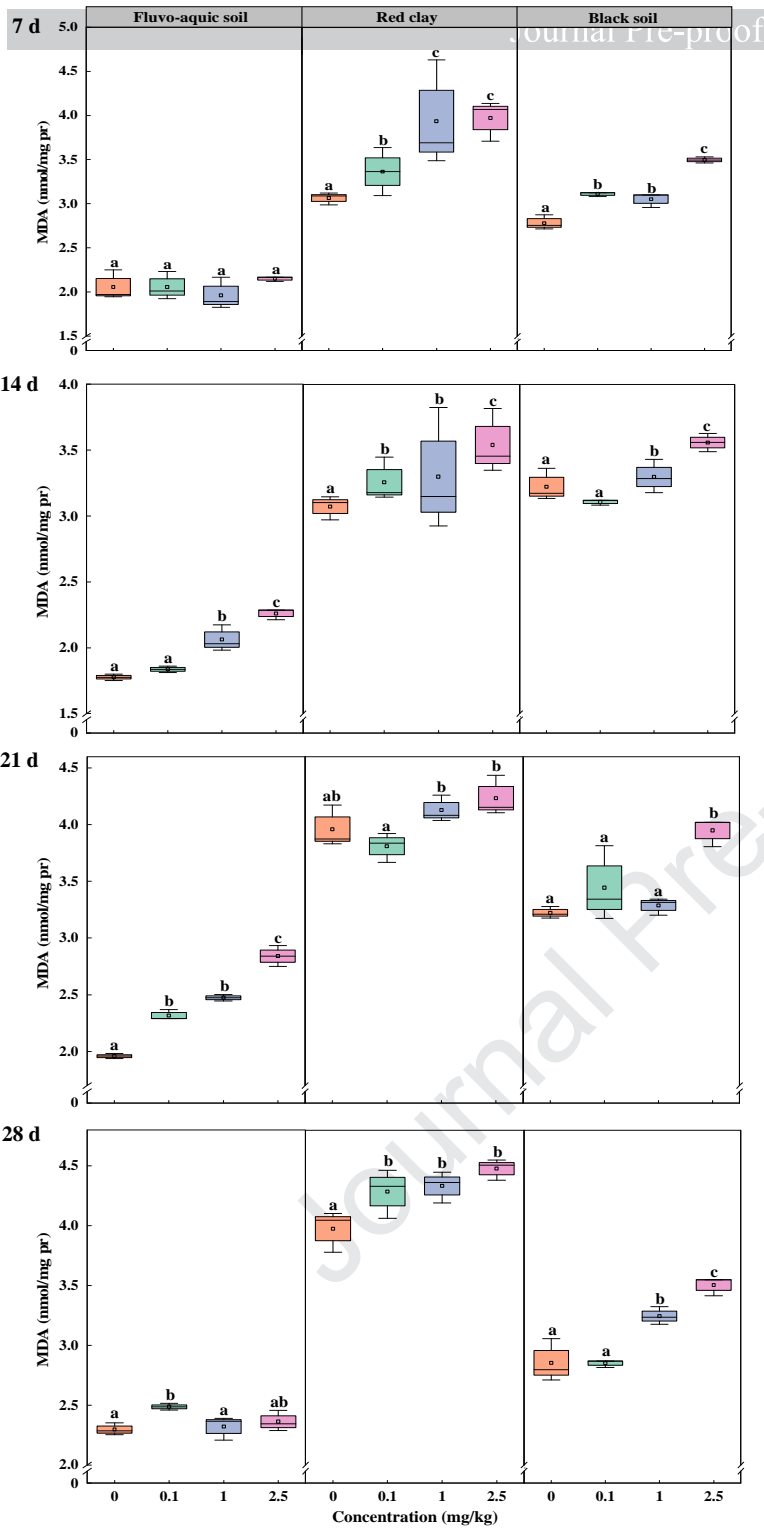 Journal Pre-proof
Fluvo-aquic soil Red clay Black soil
7 d
5.0
4.5
4.0
3.5
3.0
2.5
2.0
1.5
0
MDA (nmol/mg pr)
a a a a
a b c c
a b b c
14 d
4.0
3.5
3.0
2.5
2.0
1.5
0
MDA (nmol/mg pr)
a a b c
a b b c
a a b c
21 d
4.5
4.0
3.5
3.0
2.5
2.0
0
MDA (nmol/mg pr)
a b b c
ab a b b
a a a b
28 d
4.5
4.0
3.5
3.0
2.5
2.0
0
MDA (nmol/mg pr)
a b a ab
a b b b
a a b c
0 0.1 1 2.5 0 0.1 1 2.5 0 0.1 1 2.5
Concentration (mg/kg)
Journal Pre